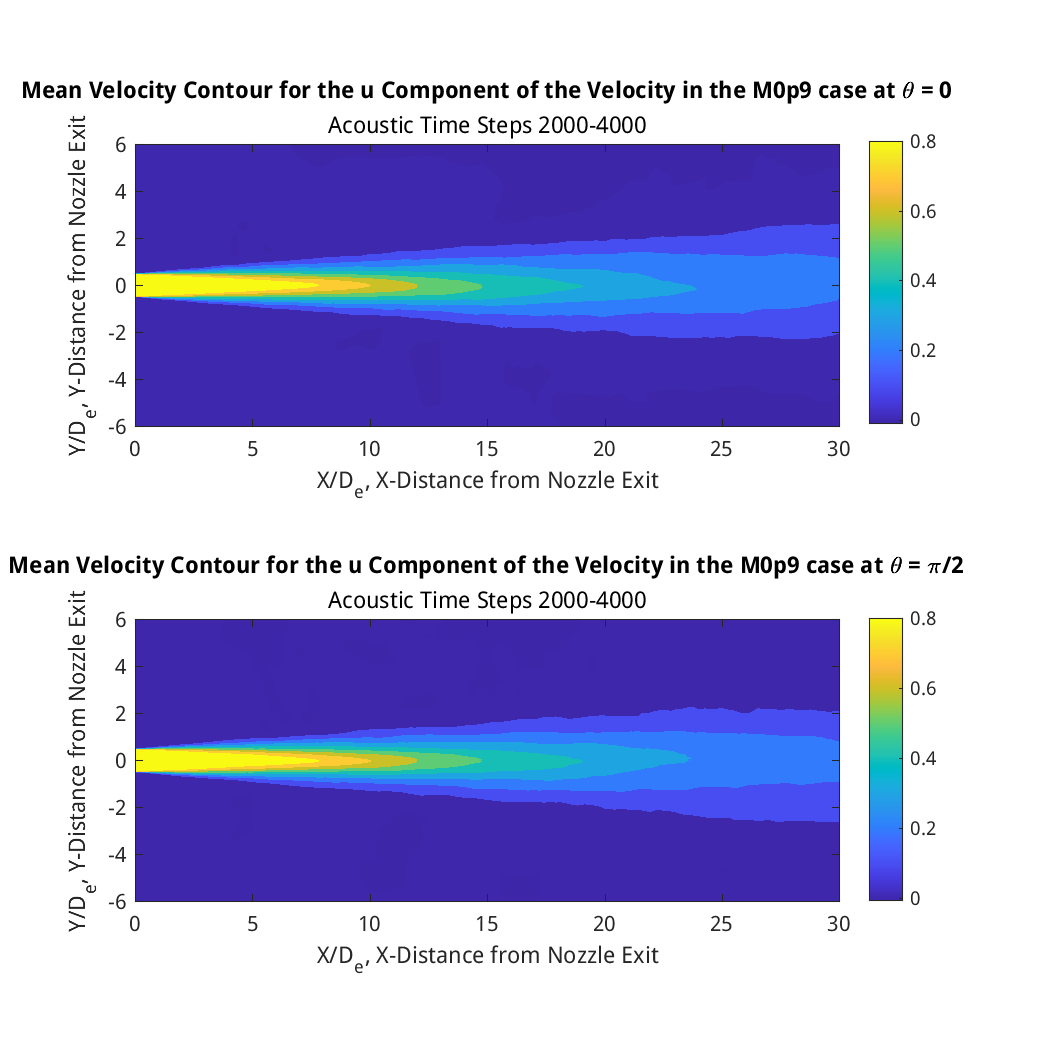 Mean Velocity Contour for the u Component of the Velocity in the M0p9 case at θ = 0
Acoustic Time Steps 2000-4000
Y/De, Y-Distance from Nozzle Exit
6
4
2
0
-2
-4
-6
0 5 10 15 20 25 30
X/De, X-Distance from Nozzle Exit
0.8
0.6
0.4
0.2
0
Mean Velocity Contour for the u Component of the Velocity in the M0p9 case at θ = π/2
Acoustic Time Steps 2000-4000
Y/De, Y-Distance from Nozzle Exit
6
4
2
0
-2
-4
-6
0 5 10 15 20 25 30
X/De, X-Distance from Nozzle Exit
0.8
0.6
0.4
0.2
0